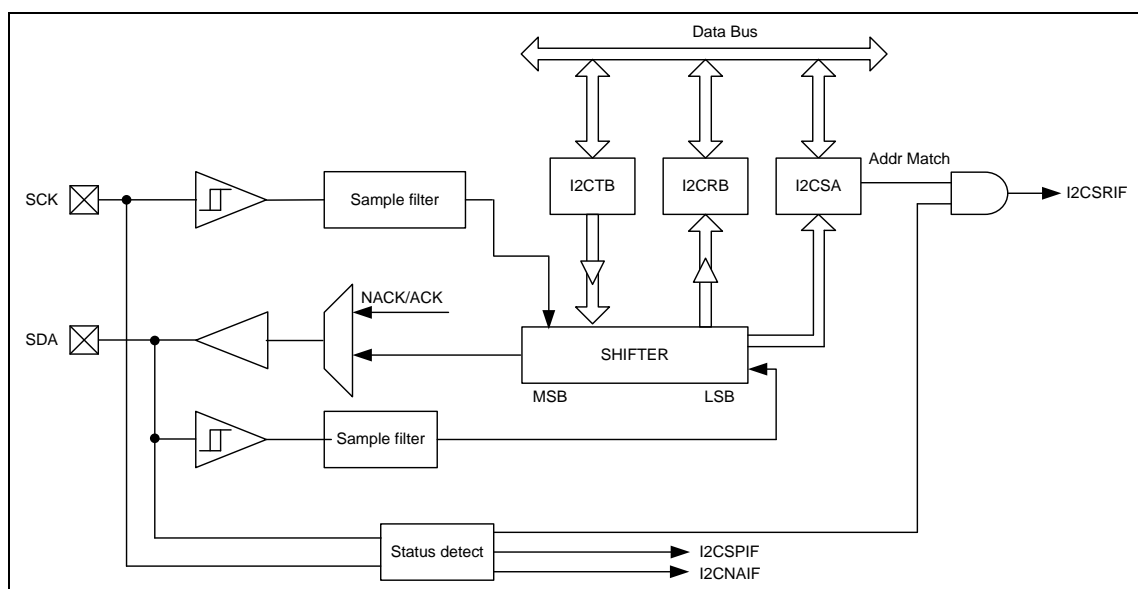 Data Bus
I2CTB
I2CRB
I2CSA
Addr Match
I2CSRIF
SCK
Sample filter
NACK/ACK
SDA
SHIFTER
MSB
LSB
Sample filter
Status detect
I2CSPIF
I2CNAIF